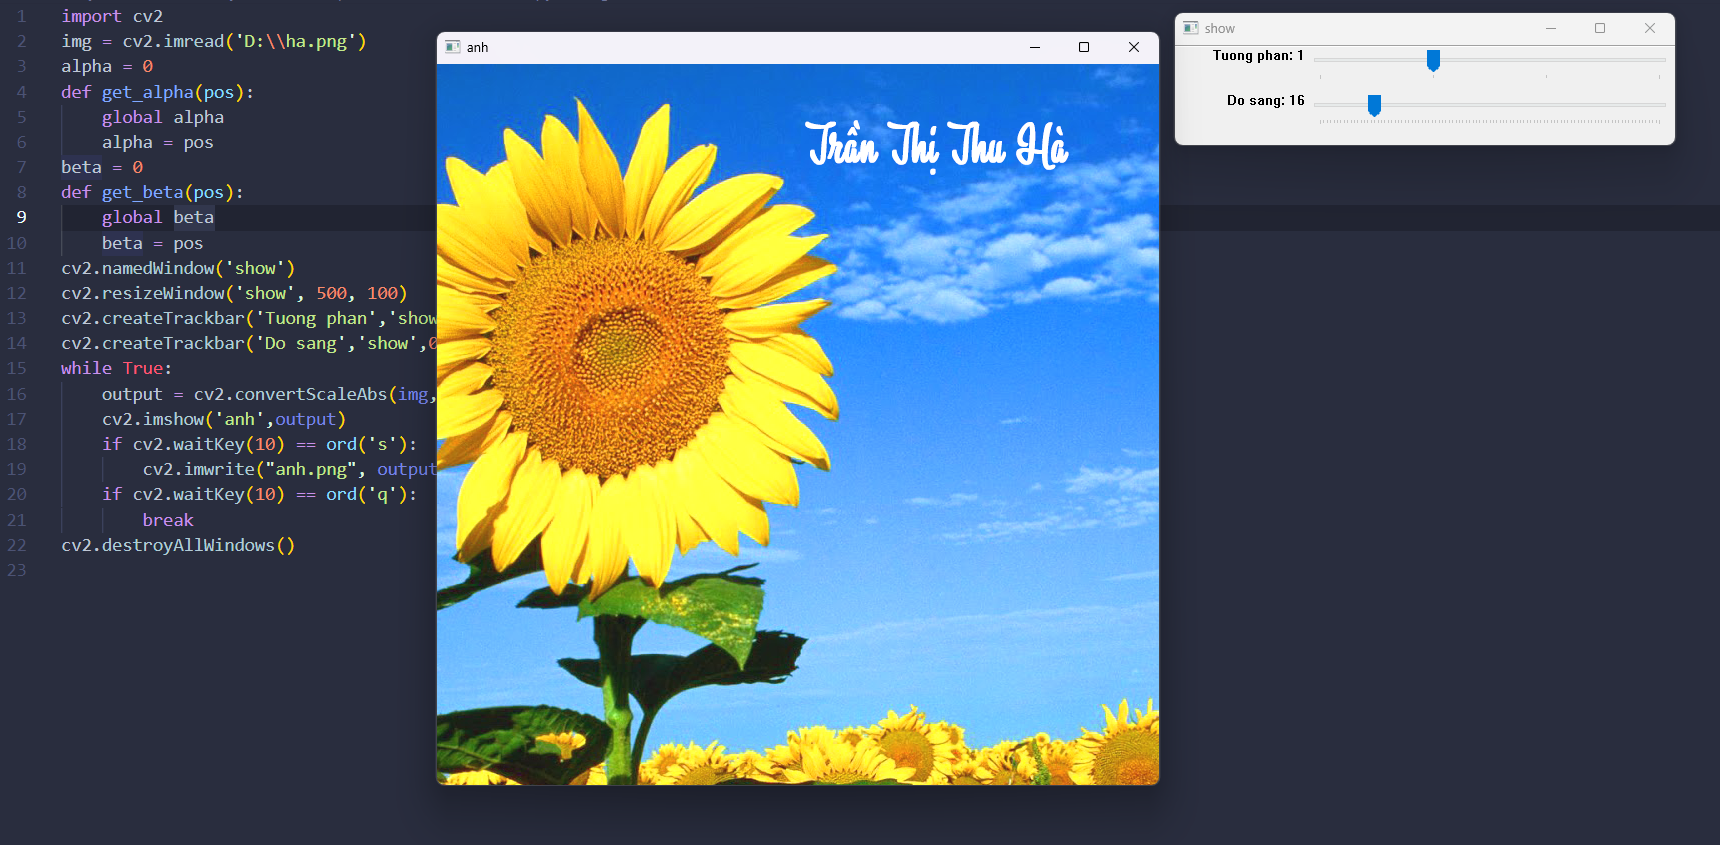 1 import cv2
2 img = cv2.imread('D:\\ha.png')
3 alpha = 0
4 def get_alpha(pos):
5 global alpha
6 alpha = pos
7 beta = 0
8 def get_beta(pos):
9 global beta
10 beta = pos
11 cv2.namedWindow('show')
12 cv2.resizeWindow('show', 500, 100)
13 cv2.createTrackbar('Tuong phan','show
14 cv2.createTrackbar('Do sang','show',0
15 while True:
16 output = cv2.convertScaleAbs(img,
17 cv2.imshow('anh',output)
18 if cv2.waitKey(10) == ord('s'):
19 cv2.imwrite("anh.png", output
20 if cv2.waitKey(10) == ord('q'):
21 break
22 cv2.destroyAllWindows()
23
anh
Trần Thị Thu Hà
show
Tuong phan: 1
Do sang: 16